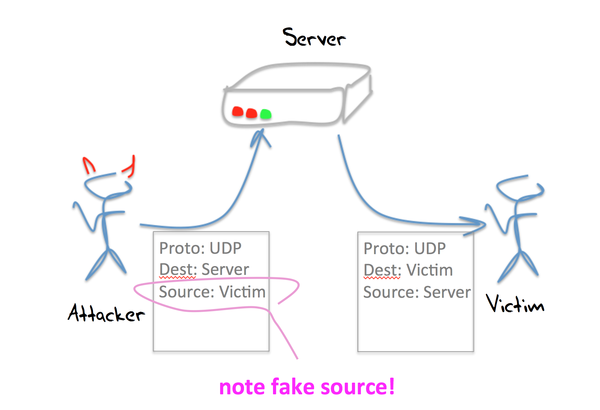 Server
Proto: UDP
Dest: Server
Source: Victim
Proto: UDP
Dest: Victim
Source: Server
Attacker
Victim
note fake source!